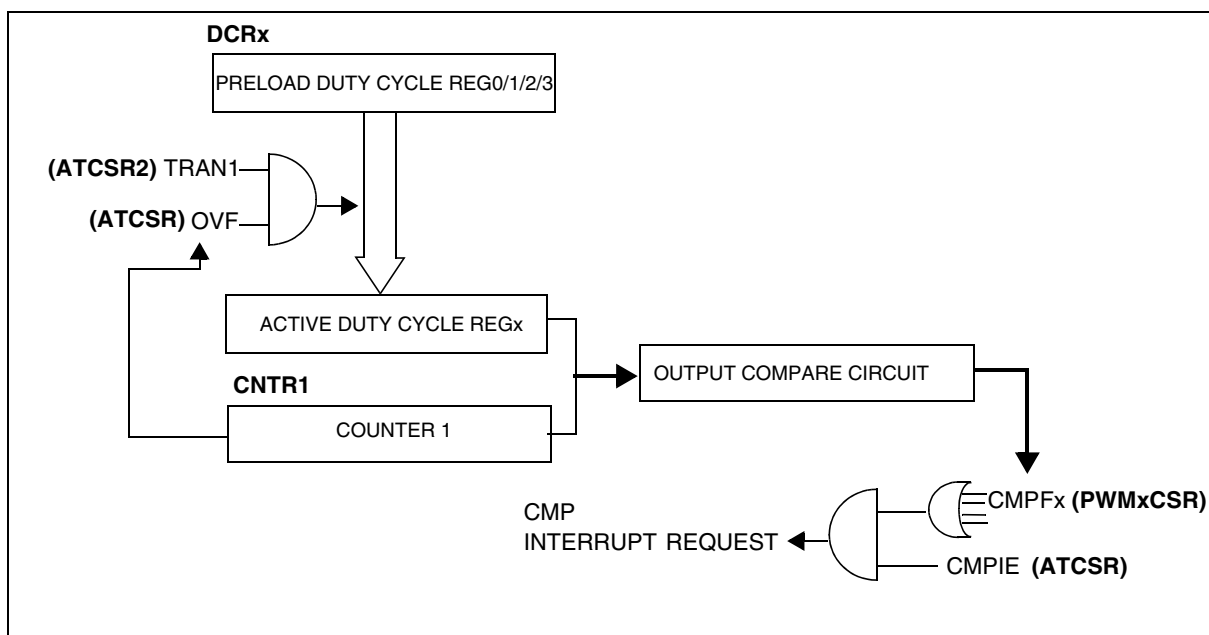 DCRx
PRELOAD DUTY CYCLE REG0/1/2/3
(ATCSR2) TRAN1
(ATCSR) OVF
ACTIVE DUTY CYCLE REGx
CNTR1
OUTPUT COMPARE CIRCUIT
COUNTER 1
CMPFx (PWMxCSR)
CMP
INTERRUPT REQUEST
CMPIE (ATCSR)